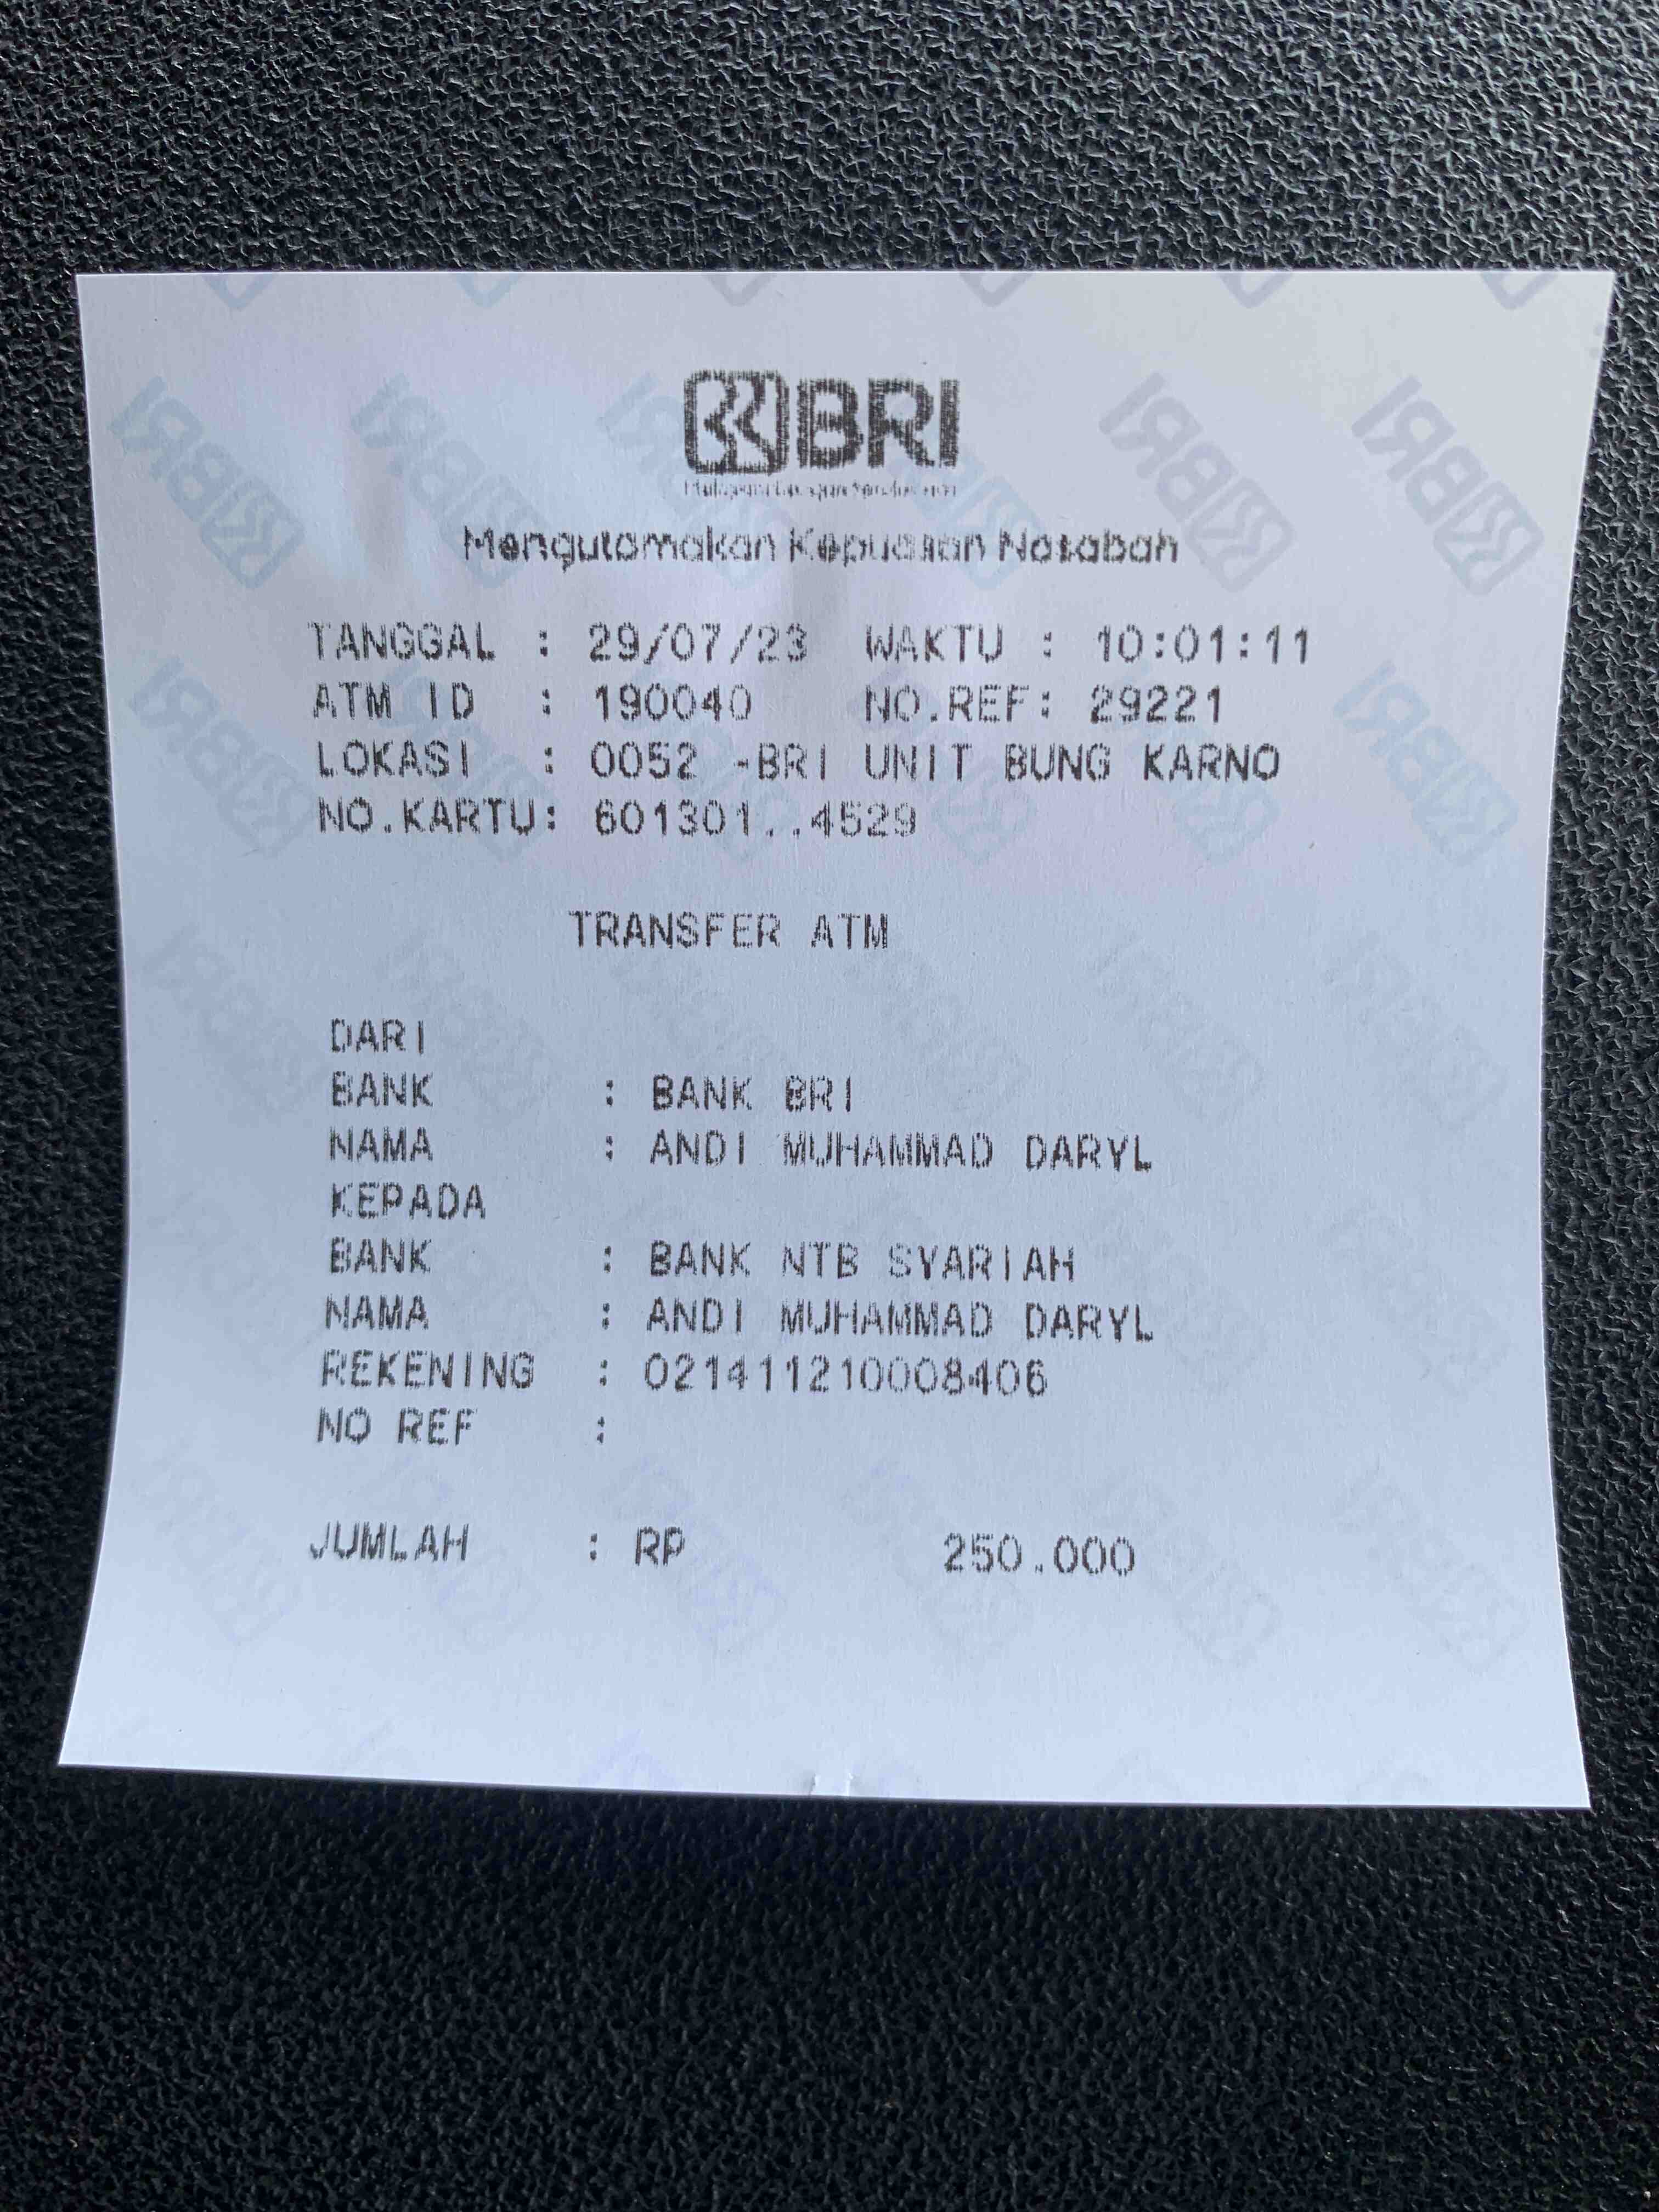 BRI
Mengutamakan Kepuasan Nasabah
TANGGAL : 29/07/23 WAKTU : 10:01:11
ATM ID : 190040 NO.REF: 29221
LOKASI : 0052 -BRI UNIT BUNG KARNO
NO.KARTU: 601301..4529
TRANSFER ATM
DARI
BANK : BANK BRI
NAMA : ANDI MUHAMMAD DARYL
KEPADA
BANK : BANK NTB SYARIAH
NAMA : ANDI MUHAMMAD DARYL
REKENING : 021411210008406
NO REF :
JUMLAH : RP 250.000